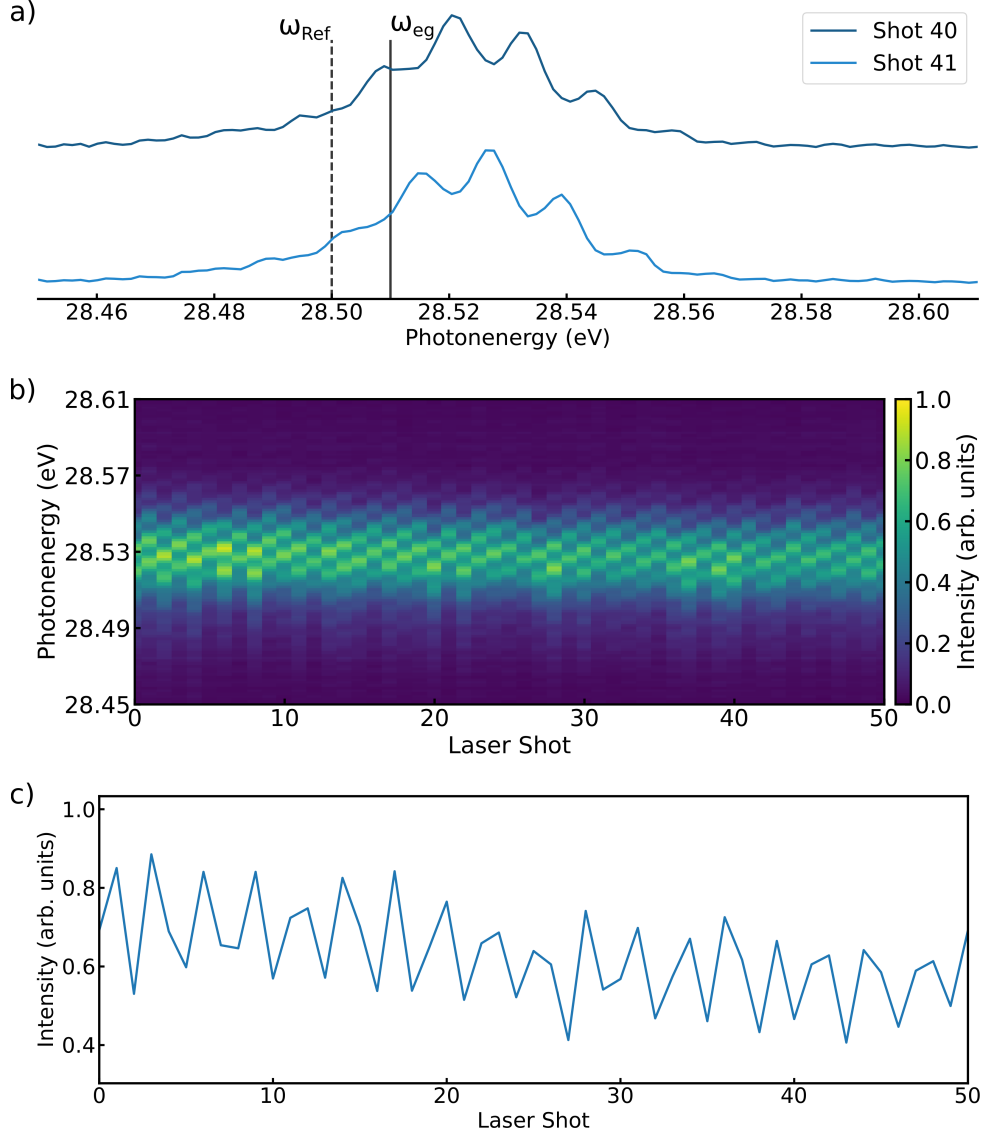 a)
ωRef
ωeg
Shot 40
Shot 41
28.46 28.48 28.50 28.52 28.54 28.56 28.58 28.60
Photonenergy (eV)
b)
28.61
28.57
28.53
28.49
28.45
Photonenergy (eV)
0 10 20 30 40 50
Laser Shot
1.0
0.8
0.6
0.4
0.2
0.0
Intensity (arb. units)
c)
1.0
0.8
0.6
0.4
Intensity (arb. units)
0 10 20 30 40 50
Laser Shot